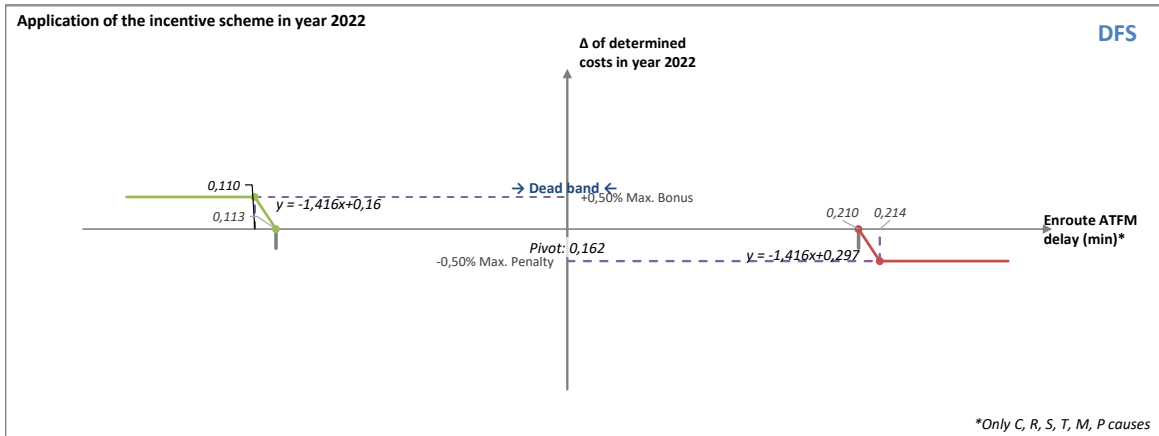 Application of the incentive scheme in year 2022
DFS
Δ of determined
costs in year 2022
0,110
→ Dead band ←
+0,50% Max. Bonus
y = -1,416x+0,16
0,113
0,210
0,214
Enroute ATFM
delay (min)*
Pivot: 0,162
y = -1,416x+0,297
-0,50% Max. Penalty
*Only C, R, S, T, M, P causes